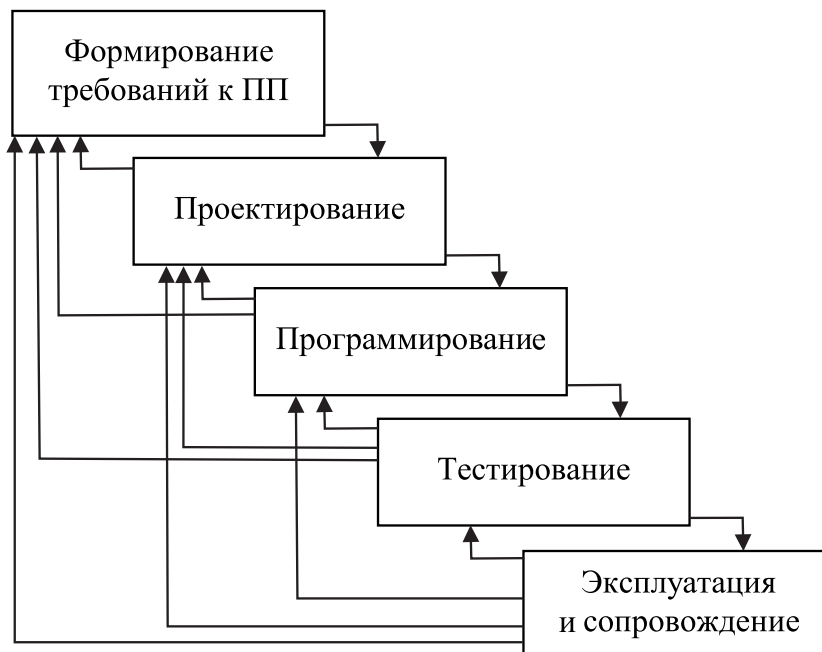 Формирование
требований к ПП
Проектирование
Программирование
Тестирование
Эксплуатация
и сопровождение